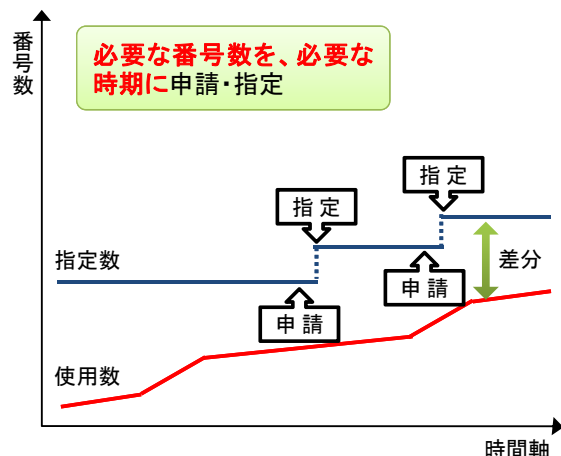 番号数
必要な番号数を、必要な
時期に申請・指定
指 定
指 定
指定数
差分
申 請
申 請
使用数
時間軸